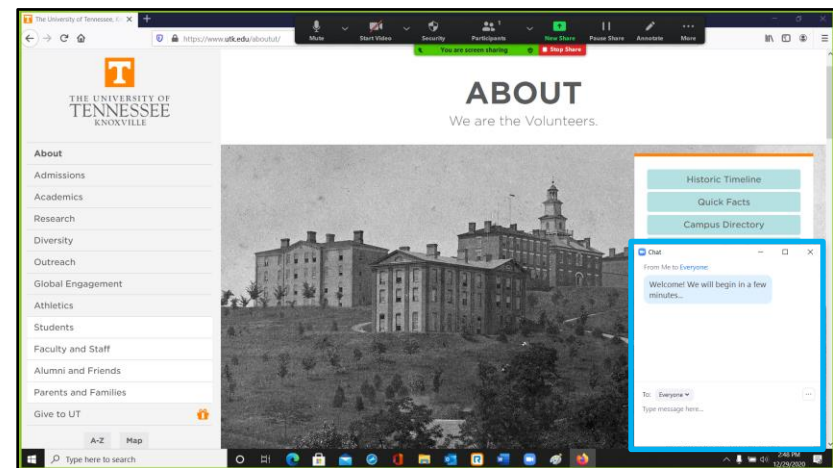 The University of Tennessee, K
https://www.utk.edu/aboutut/
Mute
Start Video
Security
Participants
1
New Share
Pause Share
Annotate
More
You are screen sharing
Stop Share
T
THE UNIVERSITY OF
TENNESSEE
KNOXVILLE
ABOUT
We are the Volunteers.
About
Admissions
Academics
Research
Diversity
Outreach
Global Engagement
Athletics
Students
Faculty and Staff
Alumni and Friends
Parents and Families
Give to UT
A-Z Map
Historic Timeline
Quick Facts
Campus Directory
Chat
From Me to Everyone:
Welcome! We will begin in a few
minutes...
To: Everyone
Type message here...
Type here to search
2:48 PM
12/29/2020